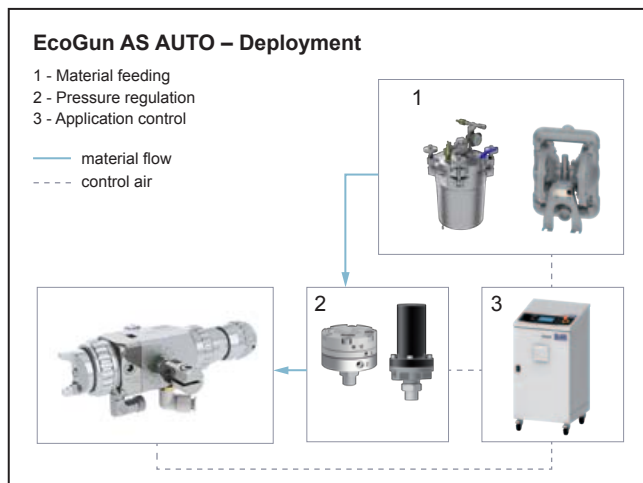 EcoGun AS AUTO – Deployment
1 - Material feeding
2 - Pressure regulation
3 - Application control
material flow
control air
1
2
3